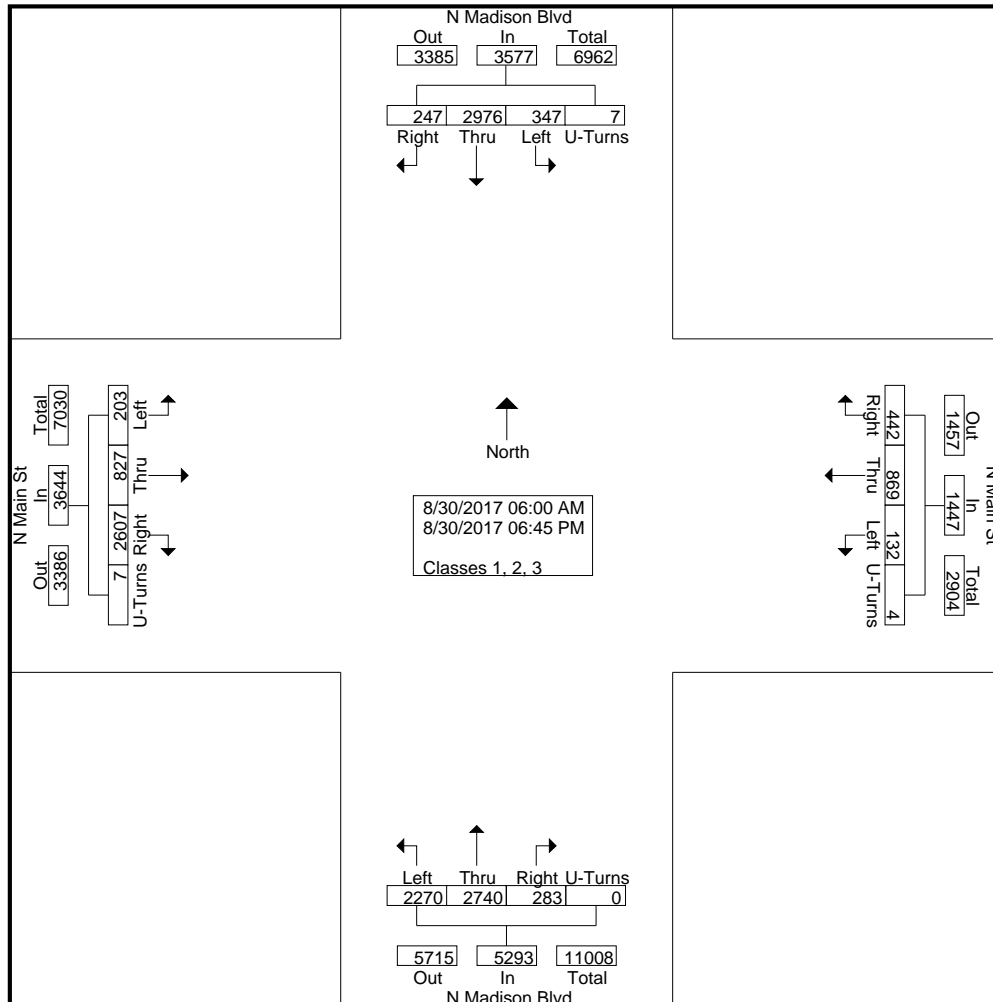 N Madison Blvd
Out In Total
3385 3577 6962
247 2976 347 7
Right Thru Left U-Turns
N Main St
Total In Out
7030 3644 3386
203 827 2607 7
Left Thru Right U-Turns
North
8/30/2017 06:00 AM
8/30/2017 06:45 PM
Classes 1, 2, 3
Right Thru Left U-Turns
442 869 132 4
Out In Total
1457 1447 2904
N Main St
Left Thru Right U-Turns
2270 2740 283 0
5715 5293 11008
Out In Total
N Madison Blvd